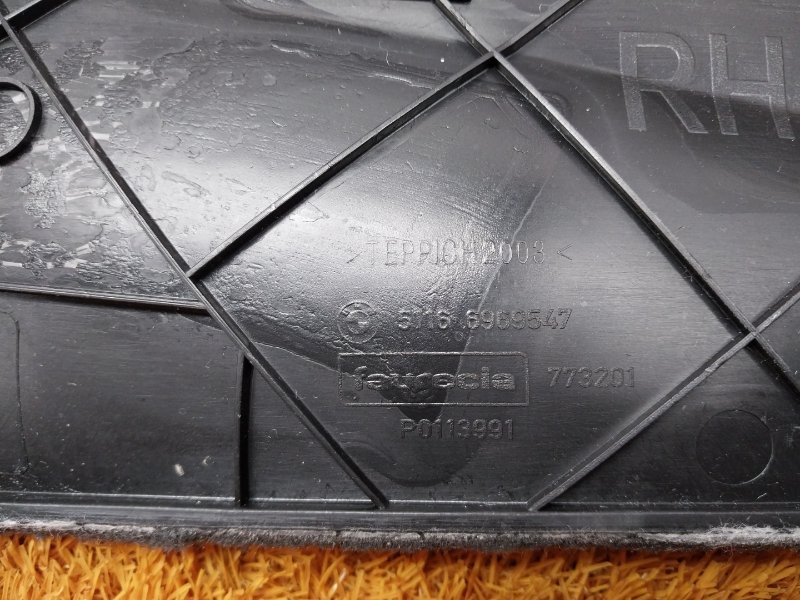 RH
>TEPPICH2003<
5116 6969547
faurecia 773201
P0113991